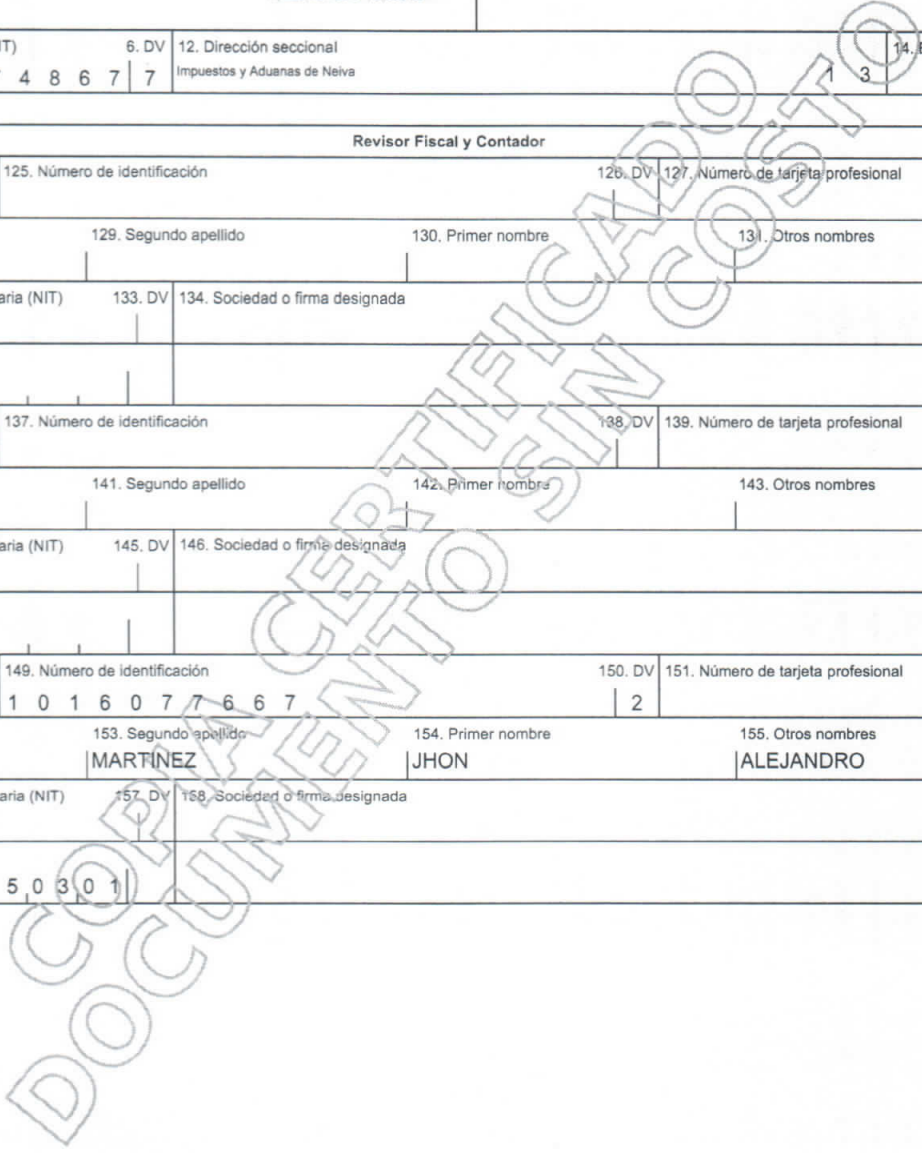 6. DV 12. Dirección seccional
4 8 6 7 7 Impuestos y Aduanas de Neiva 1 3 14.
Revisor Fiscal y Contador
125. Número de identificación 126. DV 127. Número de tarjeta profesional
129. Segundo apellido 130. Primer nombre 131. Otros nombres
aria (NIT) 133. DV 134. Sociedad o firma designada
137. Número de identificación 138. DV 139. Número de tarjeta profesional
141. Segundo apellido 142. Primer nombre 143. Otros nombres
aria (NIT) 145. DV 146. Sociedad o firma designada
149. Número de identificación 150. DV 151. Número de tarjeta profesional
1 0 1 6 0 7 7 6 6 7 2
153. Segundo apellido 154. Primer nombre 155. Otros nombres
MARTÍNEZ JHON ALEJANDRO
aria (NIT) 157. DV 158. Sociedad o firma designada
5 0 3 0 1
COPIA CERTIFICADO
DOCUMENTO SIN COSTO